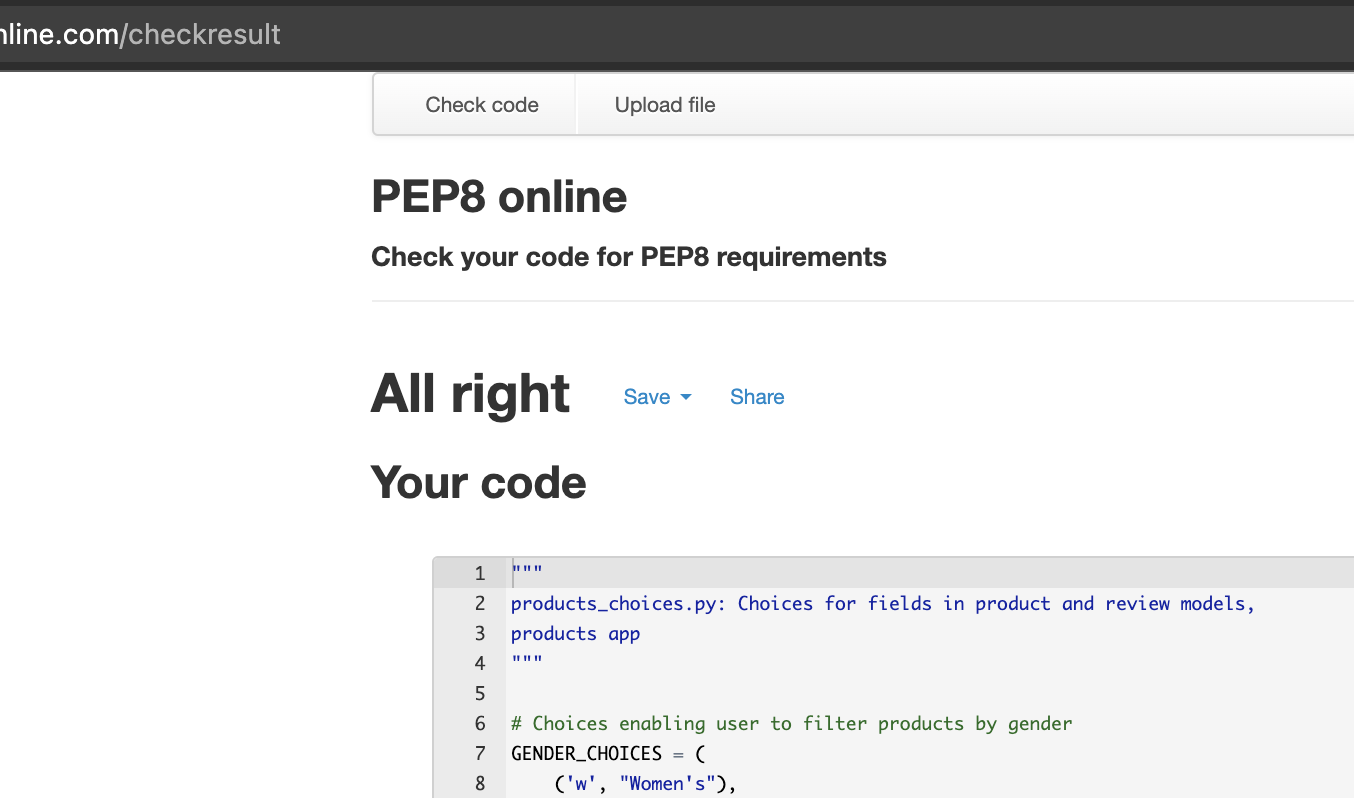 nline.com/checkresult
Check code Upload file
PEP8 online
Check your code for PEP8 requirements
All right Save Share
Your code
1 """
2 products_choices.py: Choices for fields in product and review models,
3 products app
4 """
5
6 # Choices enabling user to filter products by gender
7 GENDER_CHOICES = (
8     ('w', "Women's"),